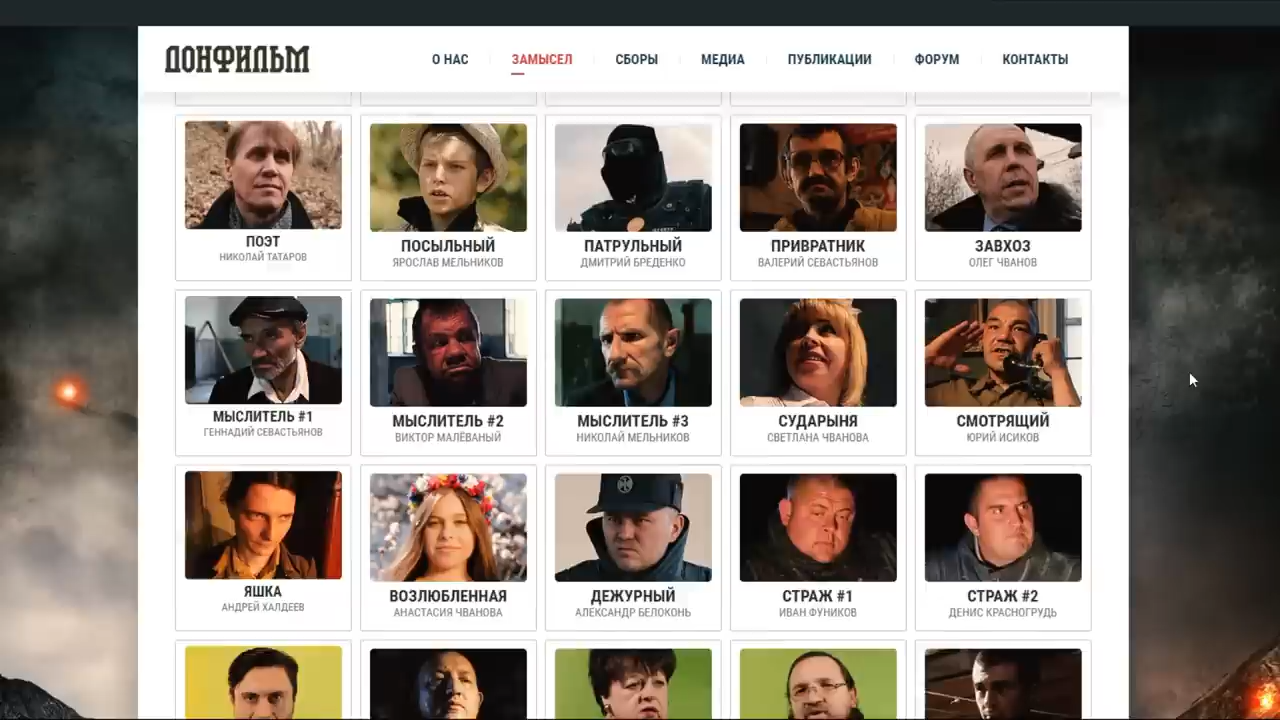 ДОНФИЛЬМ
О НАС
ЗАМЫСЕЛ
СБОРЫ
МЕДИА
ПУБЛИКАЦИИ
ФОРУМ
КОНТАКТЫ
ПОЭТ
НИКОЛАЙ ТАТАРОВ
ПОСЫЛЬНЫЙ
ЯРОСЛАВ МЕЛЬНИКОВ
ПАТРУЛЬНЫЙ
ДМИТРИЙ БРЕДЕНКО
ПРИВРАТНИК
ВАЛЕРИЙ СЕВАСТЬЯНОВ
ЗАВХОЗ
ОЛЕГ ЧВАНОВ
МЫСЛИТЕЛЬ #1
ГЕННАДИЙ СЕВАСТЬЯНОВ
МЫСЛИТЕЛЬ #2
ВИКТОР МАЛЁВАНЫЙ
МЫСЛИТЕЛЬ #3
НИКОЛАЙ МЕЛЬНИКОВ
СУДАРЫНЯ
СВЕТЛАНА ЧВАНОВА
СМОТРЯЩИЙ
ЮРИЙ ИСИКОВ
ЯШКА
АНДРЕЙ ХАЛДЕЕВ
ВОЗЛЮБЛЕННАЯ
АНАСТАСИЯ ЧВАНОВА
ДЕЖУРНЫЙ
АЛЕКСАНДР БЕЛОКОНЬ
СТРАЖ #1
ИВАН ФУНИКОВ
СТРАЖ #2
ДЕНИС КРАСНОГРУДЬ